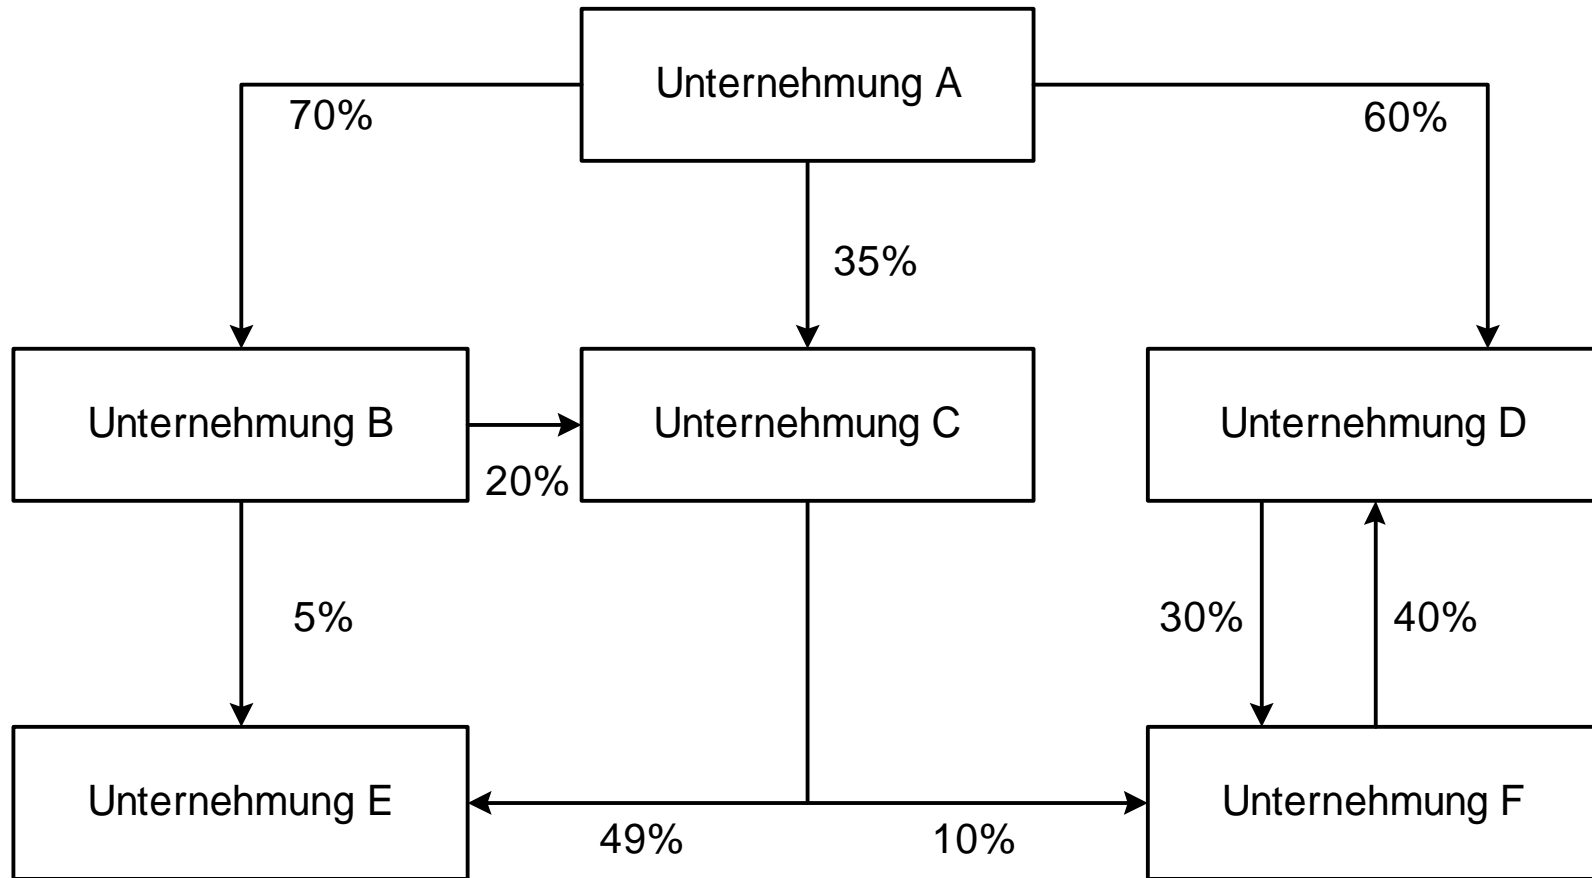 Unternehmung A
70%
60%
35%
Unternehmung B
Unternehmung C
Unternehmung D
20%
5%
30%
40%
Unternehmung E
Unternehmung F
49%
10%